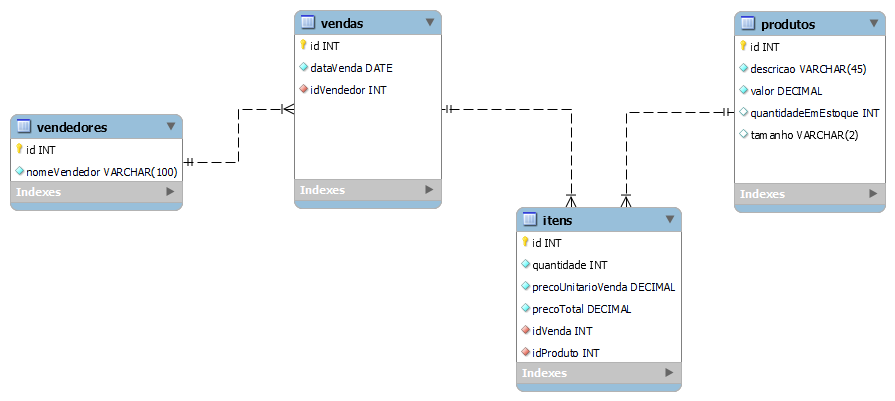 vendas
id INT
dataVenda DATE
idVendedor INT
Indexes
produtos
id INT
descricao VARCHAR(45)
valor DECIMAL
quantidadeEmEstoque INT
tamanho VARCHAR(2)
Indexes
vendedores
id INT
nomeVendedor VARCHAR(100)
Indexes
itens
id INT
quantidade INT
precoUnitarioVenda DECIMAL
precoTotal DECIMAL
idVenda INT
idProduto INT
Indexes